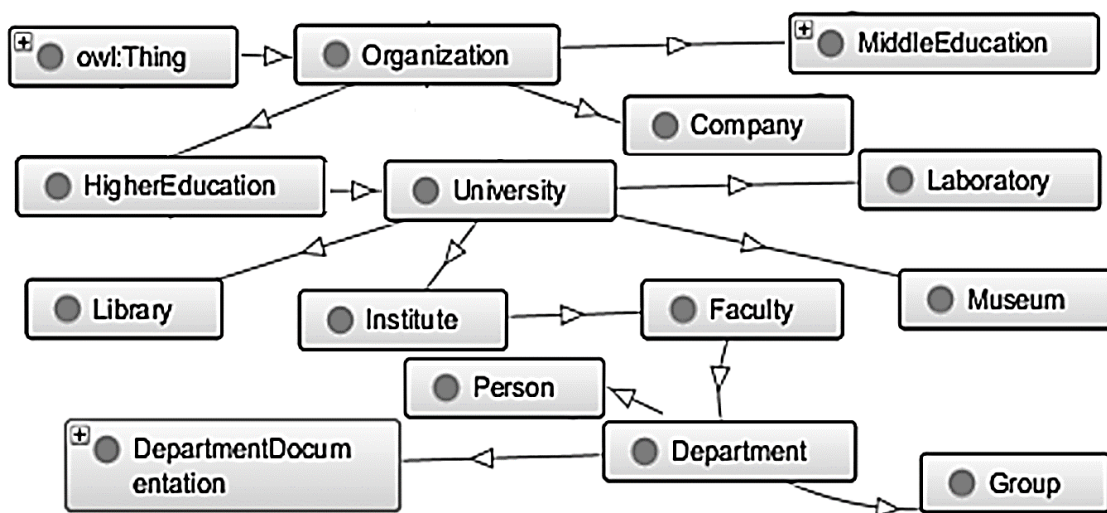 owl:Thing
Organization
MiddleEducation
Company
HigherEducation
University
Laboratory
Library
Institute
Faculty
Museum
Person
DepartmentDocum
entation
Department
Group